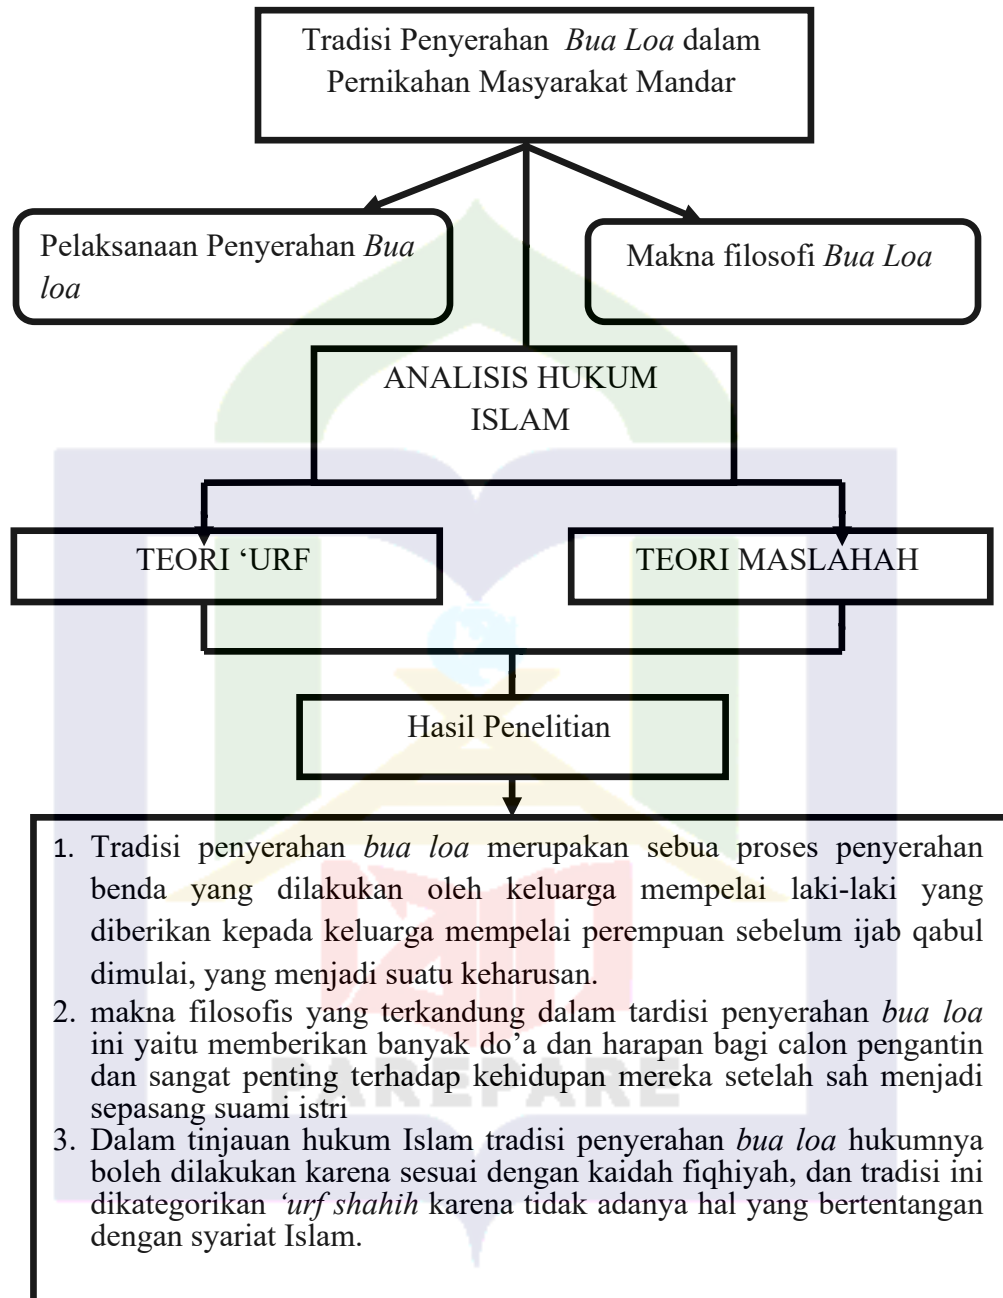 Tradisi Penyerahan Bua Loa dalam
Pernikahan Masyarakat Mandar
Pelaksanaan Penyerahan Bua
loa
Makna filosofi Bua Loa
ANALISIS HUKUM
ISLAM
TEORI ‘URF
TEORI MASLAHAH
Hasil Penelitian
1. Tradisi penyerahan bua loa merupakan sebua proses penyerahan
benda yang dilakukan oleh keluarga mempelai laki-laki yang
diberikan kepada keluarga mempelai perempuan sebelum ijab qabul
dimulai, yang menjadi suatu keharusan.
2. makna filosofis yang terkandung dalam tardisi penyerahan bua loa
ini yaitu memberikan banyak do’a dan harapan bagi calon pengantin
dan sangat penting terhadap kehidupan mereka setelah sah menjadi
sepasang suami istri
3. Dalam tinjauan hukum Islam tradisi penyerahan bua loa hukumnya
boleh dilakukan karena sesuai dengan kaidah fiqhiyah, dan tradisi ini
dikategorikan ‘urf shahih karena tidak adanya hal yang bertentangan
dengan syariat Islam.
PAREPARE